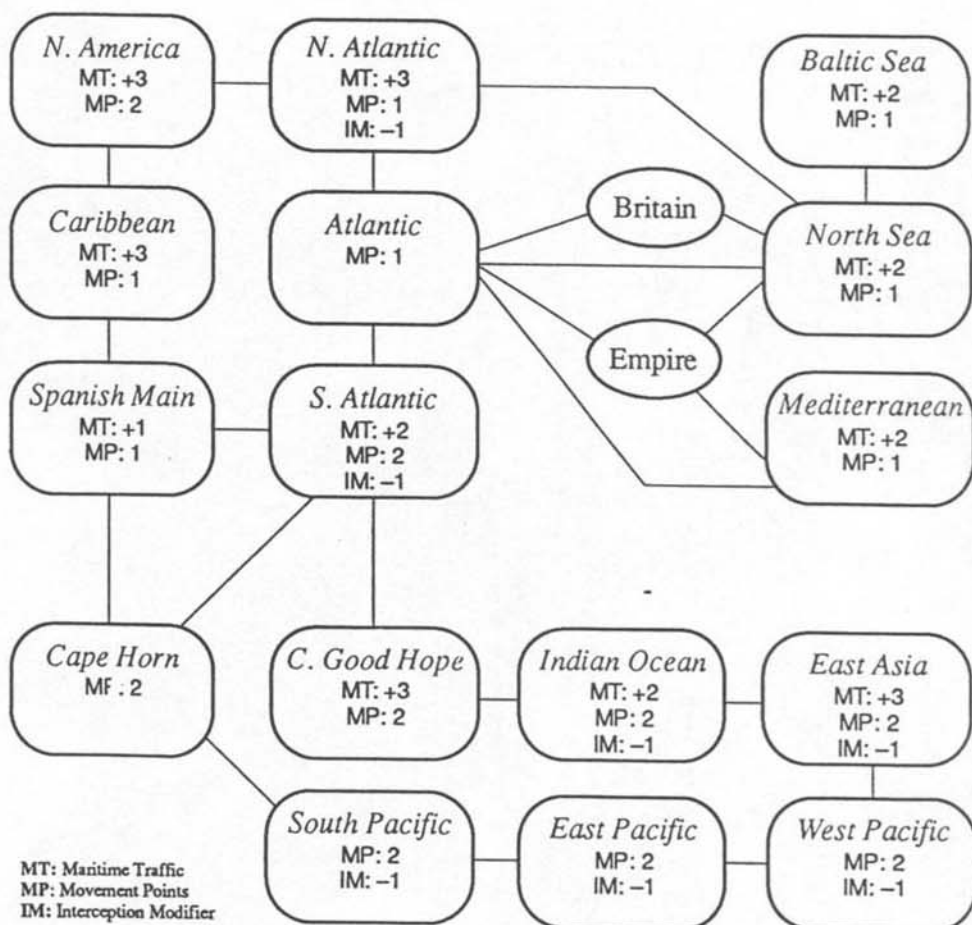 N. America
MT: +3
MP: 2
N. Atlantic
MT: +3
MP: 1
IM: –1
Baltic Sea
MT: +2
MP: 1
Caribbean
MT: +3
MP: 1
Atlantic
MP: 1
Britain
North Sea
MT: +2
MP: 1
Empire
Spanish Main
MT: +1
MP: 1
S. Atlantic
MT: +2
MP: 2
IM: –1
Mediterranean
MT: +2
MP: 1
Cape Horn
MP: 2
C. Good Hope
MT: +3
MP: 2
Indian Ocean
MT: +2
MP: 2
IM: –1
East Asia
MT: +3
MP: 2
IM: –1
South Pacific
MP: 2
IM: –1
East Pacific
MP: 2
IM: –1
West Pacific
MP: 2
IM: –1
MT: Maritime Traffic
MP: Movement Points
IM: Interception Modifier